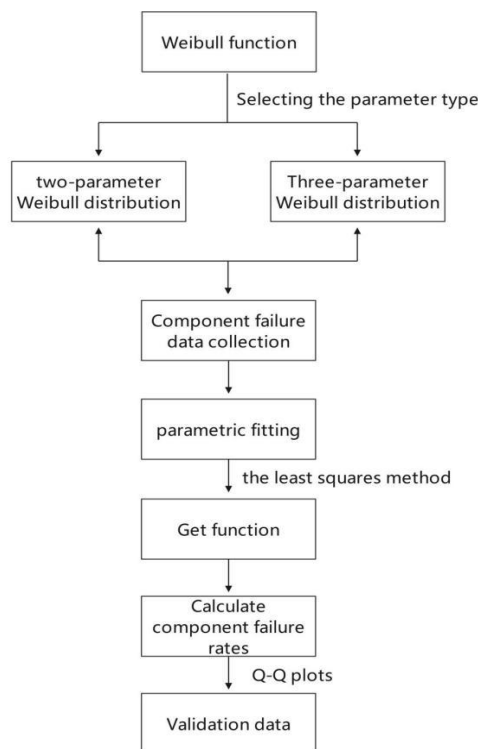 Weibull function
Selecting the parameter type
two-parameter
Weibull distribution
Three-parameter
Weibull distribution
Component failure
data collection
parametric fitting
the least squares method
Get function
Calculate
component failure
rates
Q-Q plots
Validation data